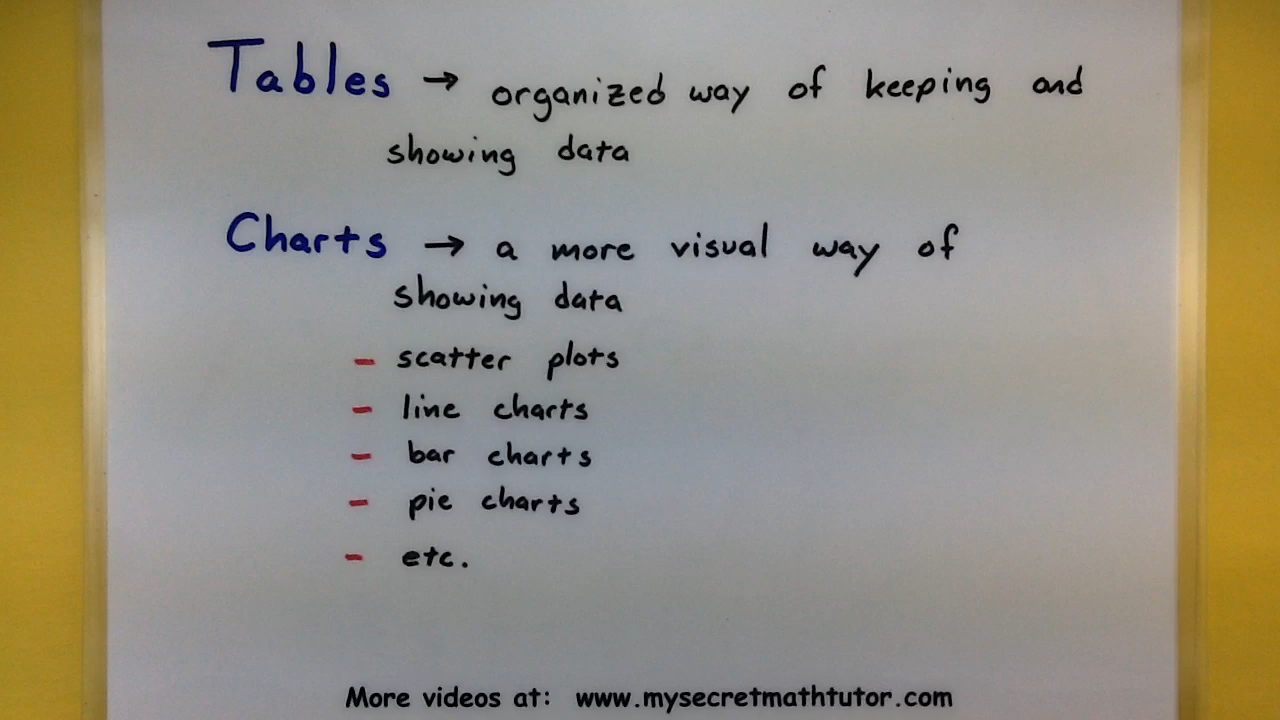 Tables → organized way of keeping and
showing data
Charts → a more visual way of
showing data
- scatter plots
- line charts
- bar charts
- pie charts
- etc.
More videos at: www.mysecretmathtutor.com